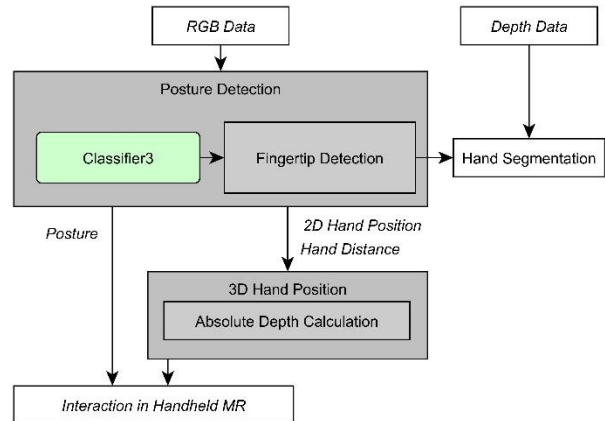 RGB Data
Depth Data
Posture Detection
Classifier3
Fingertip Detection
Hand Segmentation
Posture
2D Hand Position
Hand Distance
3D Hand Position
Absolute Depth Calculation
Interaction in Handheld MR